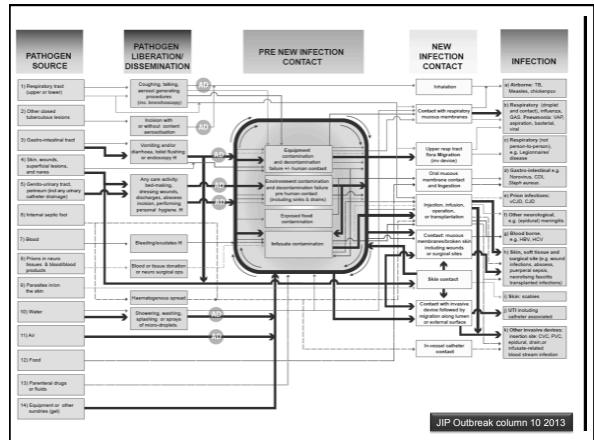 PATHOGEN
SOURCE
PATHOGEN
LIBERATION/
DISSEMINATION
PRE NEW INFECTION
CONTACT
NEW
INFECTION
CONTACT
INFECTION
1) Respiratory tract
(upper or lower)
2) Other closed
tuberculous lesions
3) Gastro-intestinal tract
4) Skin, wounds,
superficial lesions,
and nares
5) Genito-urinary tract,
perineum (incl any urinary
catheter drainage)
6) Internal septic foci
7) Blood
8) Prions in neuro
tissues & blood/blood
products
9) Parasites in/on
the skin
10) Water
11) Air
12) Food
13) Parenteral drugs
or fluids
14) Equipment or other
sundries (gel)
Coughing, talking,
aerosol generating
procedures
(inc. bronchoscopy)
Incision with
or without content
aerosolisation
Vomiting and/or
diarrhoea, toilet flushing
or endoscopy H
Any care activity:
bed-making,
dressing wounds,
discharges, abscess
incision, performing
personal hygiene. H
Bleeding/exudates H
Blood or tissue donation
or neuro surgical ops
Haematogenous spread
Showering, washing,
splashing or sprays
of micro-droplets.
AD
AD
AD
AD
AD
AD
AD
Equipment
contamination and
decontamination failure
+/- human contact
Environment contamination
and decontamination failure
pre human contact
(including sinks & drains)
Exposed food
contamination
Infusate contamination
Inhalation
Contact with respiratory
mucous membranes
Upper resp tract
flora Migration
(inv device)
Oral mucous
membrane contact
and Ingestion
Injection, infusion,
operation,
or transplantation
Contact: mucous
membrane/broken skin
including wounds
or surgical sites
Skin contact
Contact with invasive
device followed by
migration along lumen
or external surface
In-vessel catheter
contact
a) Airborne: TB,
Measles, chickenpox
b) Respiratory (droplet
and contact), influenza,
GAS. Pneumonia: VAP,
aspiration, bacterial,
viral
c) Respiratory (not
person-to-person),
e.g. Legionnaires'
disease
d) Gastro-intestinal e.g.
Norovirus, CDI,
Staph aureus.
e) Prion infections:
vCJD, CJD
f) Other neurological,
e.g. (epidural) meningitis
g) Blood borne,
e.g. HBV, HCV
h) Skin, soft tissue and
surgical site (e.g. wound
infections, abscess,
puerperal sepsis,
necrotising fasciitis
transplanted infections)
i) Skin: scabies
j) UTI including
catheter associated
k) Other invasive devices:
insertion site: CVC, PVC,
epidural, drain or
infusate-related
blood stream infection
JIP Outbreak column 10 2013